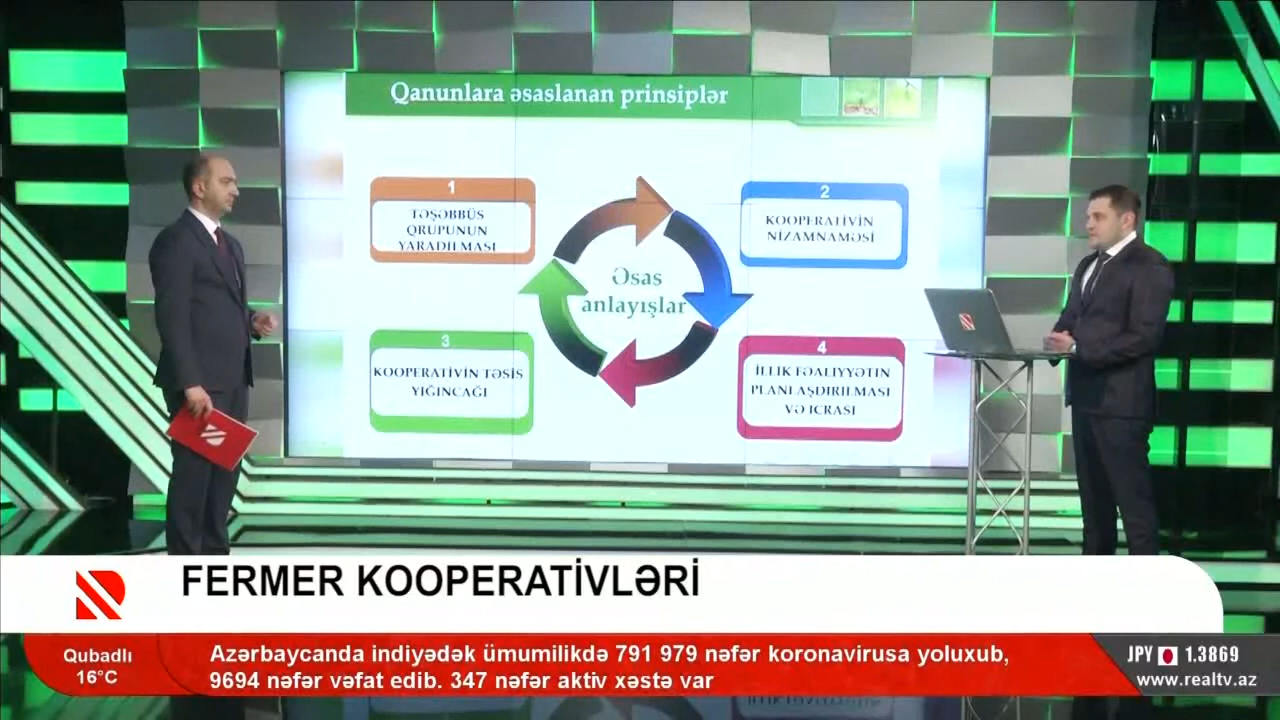 Qanunlara əsaslanan prinsiplər
1
TƏŞƏBBÜS
QRUPUNUN
YARADILMASI
2
KOOPERATİVİN
NİZAMNAMƏSİ
Əsas
anlayışlar
3
KOOPERATİVİN TƏSİS
YIĞINCAĞI
4
İLLİK FƏALİYYƏTİN
PLANLAŞDIRILMASI
VƏ İCRASI
FERMER KOOPERATİVLƏRİ
Qubadlı
16°C
Azərbaycanda indiyədək ümumilikdə 791 979 nəfər koronavirusa yoluxub,
9694 nəfər vəfat edib. 347 nəfər aktiv xəstə var
JPY 1.3869
www.realtv.az